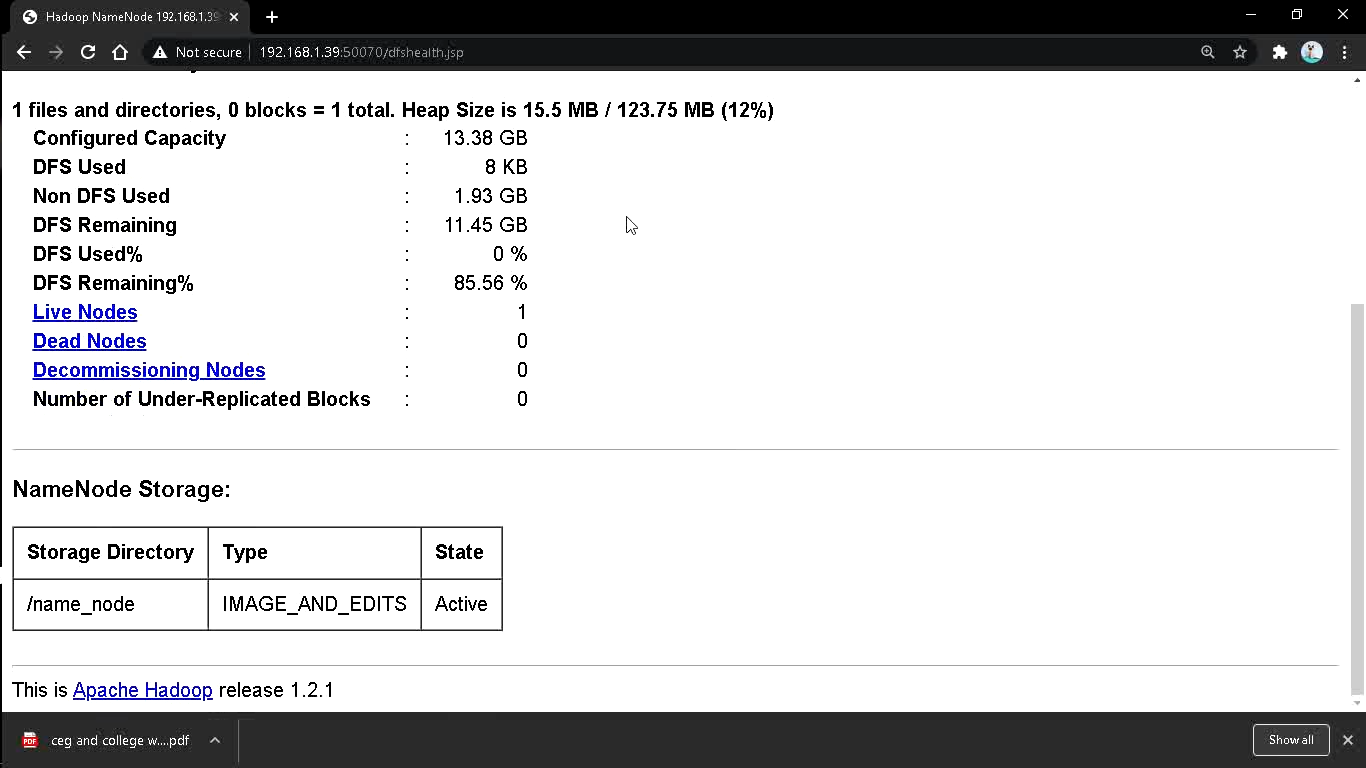 Hadoop NameNode 192.168.1.39
Not secure 192.168.1.39:50070/dfshealth.jsp
1 files and directories, 0 blocks = 1 total. Heap Size is 15.5 MB / 123.75 MB (12%)
Configured Capacity : 13.38 GB
DFS Used : 8 KB
Non DFS Used : 1.93 GB
DFS Remaining : 11.45 GB
DFS Used% : 0 %
DFS Remaining% : 85.56 %
Live Nodes : 1
Dead Nodes : 0
Decommissioning Nodes : 0
Number of Under-Replicated Blocks : 0
NameNode Storage:
Storage Directory Type State
/name_node IMAGE_AND_EDITS Active
This is Apache Hadoop release 1.2.1
PDF ceg and college w....pdf Show all